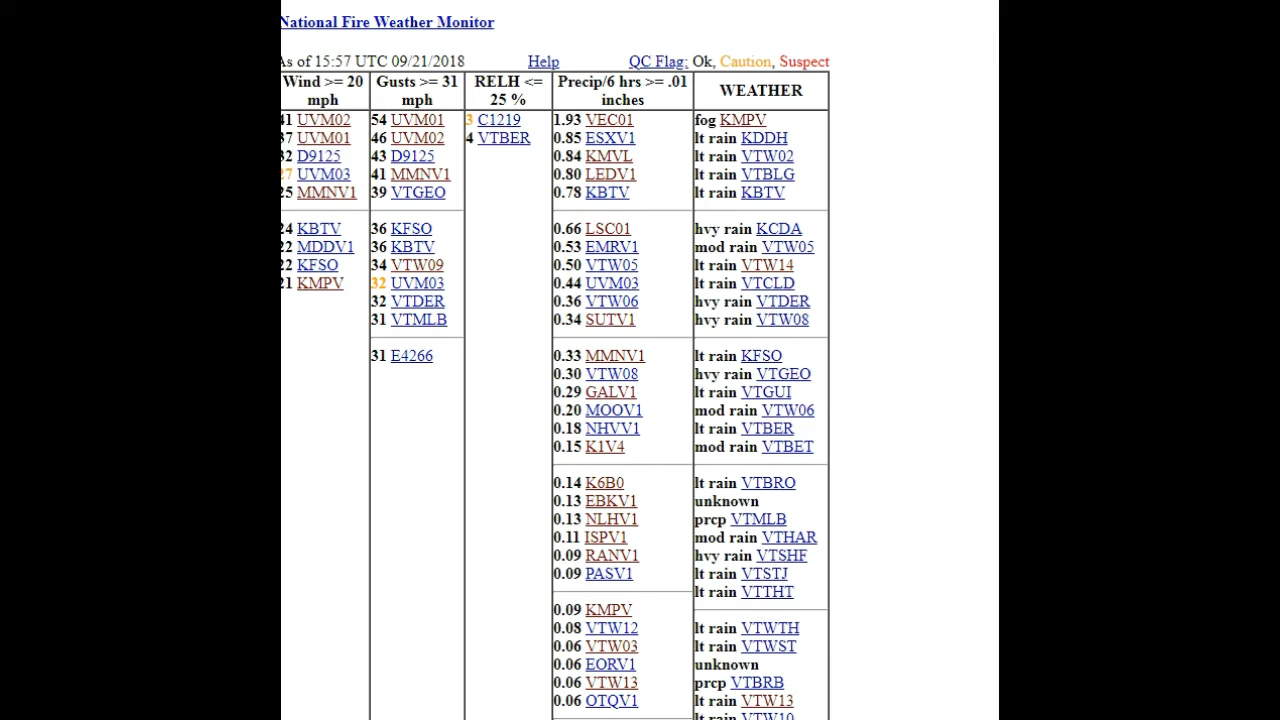 National Fire Weather Monitor
As of 15:57 UTC 09/21/2018 Help QC Flag: Ok, Caution, Suspect
Wind >= 20 mph
Gusts >= 31 mph
RELH <= 25 %
Precip/6 hrs >= .01 inches
WEATHER
41 UVM02 54 UVM01 3 C1219 1.93 VEC01 fog KMPV
37 UVM01 46 UVM02 4 VTBER 0.85 ESXV1 lt rain KDDH
32 D9125 43 D9125 0.84 KMVL lt rain VTW02
27 UVM03 41 MMNV1 0.80 LEDV1 lt rain VTBLG
25 MMNV1 39 VTGEO 0.78 KBTV lt rain KBTV
24 KBTV 36 KFSO 0.66 LSC01 hvy rain KCDA
22 MDDV1 36 KBTV 0.53 EMRV1 mod rain VTW05
22 KFSO 34 VTW09 0.50 VTW05 lt rain VTW14
21 KMPV 32 UVM03 0.44 UVM03 lt rain VTCLD
32 VTDER 0.36 VTW06 hvy rain VTDER
31 VTMLB 0.34 SUTV1 hvy rain VTW08
31 E4266 0.33 MMNV1 lt rain KFSO
0.30 VTW08 hvy rain VTGEO
0.29 GALV1 lt rain VTGUI
0.20 MOOV1 mod rain VTW06
0.18 NHVV1 lt rain VTBER
0.15 K1V4 mod rain VTBET
0.14 K6B0 lt rain VTBRO
0.13 EBKV1 unknown
0.13 NLHV1 prcp VTMLB
0.11 ISPV1 mod rain VTHAR
0.09 RANV1 hvy rain VTSHF
0.09 PASV1 lt rain VTSTJ
lt rain VTTHT
0.09 KMPV
0.08 VTW12 lt rain VTWTH
0.06 VTW03 lt rain VTWST
0.06 EORV1 unknown
0.06 VTW13 prcp VTBRB
0.06 OTQV1 lt rain VTW13
lt rain VTW10